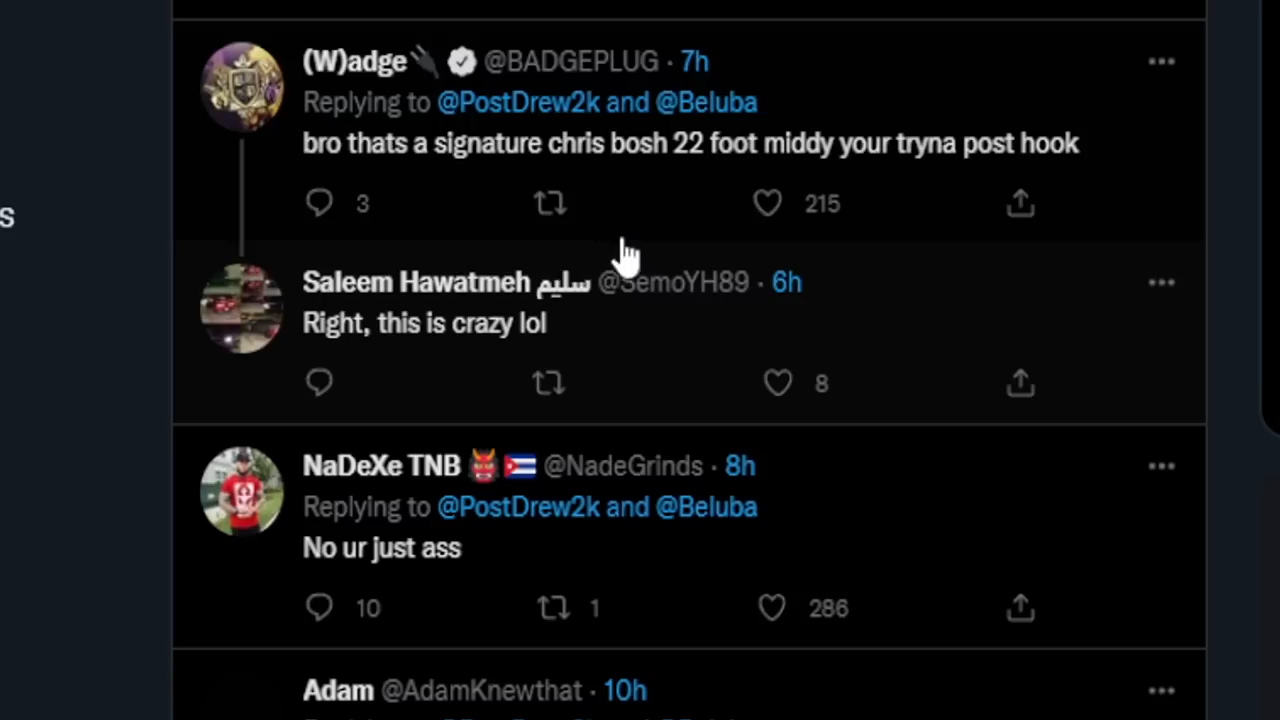 (W)adge @BADGEPLUG · 7h
Replying to @PostDrew2k and @Beluba
bro thats a signature chris bosh 22 foot middy your tryna post hook
3 215
s
Saleem Hawatmeh سليم @SemoYH89 · 6h
Right, this is crazy lol
8
NaDeXe TNB 👹🇨🇺 @NadeGrinds · 8h
Replying to @PostDrew2k and @Beluba
No ur just ass
10 1 286
Adam @AdamKnewthat · 10h